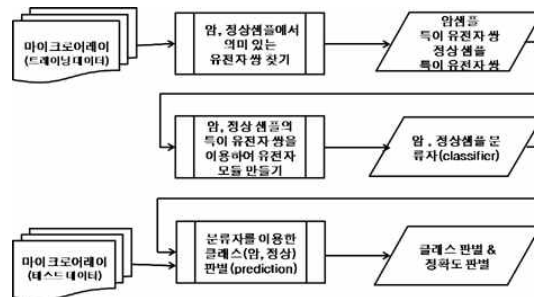 마이크로어레이
(트레이닝 데이터)
암, 정상샘플에서
의미 있는
유전자 쌍 찾기
암샘플
특이 유전자 쌍
정상 샘플
특이 유전자 쌍
암, 정상 샘플의
특이 유전자 쌍을
이용하여 유전자
모듈 만들기
암, 정상샘플 분
류자(classifier)
마이크로어레이
(테스트 데이터)
분류자를 이용한
클래스(암, 정상)
판별(prediction)
클래스 판별 &
정확도 판별